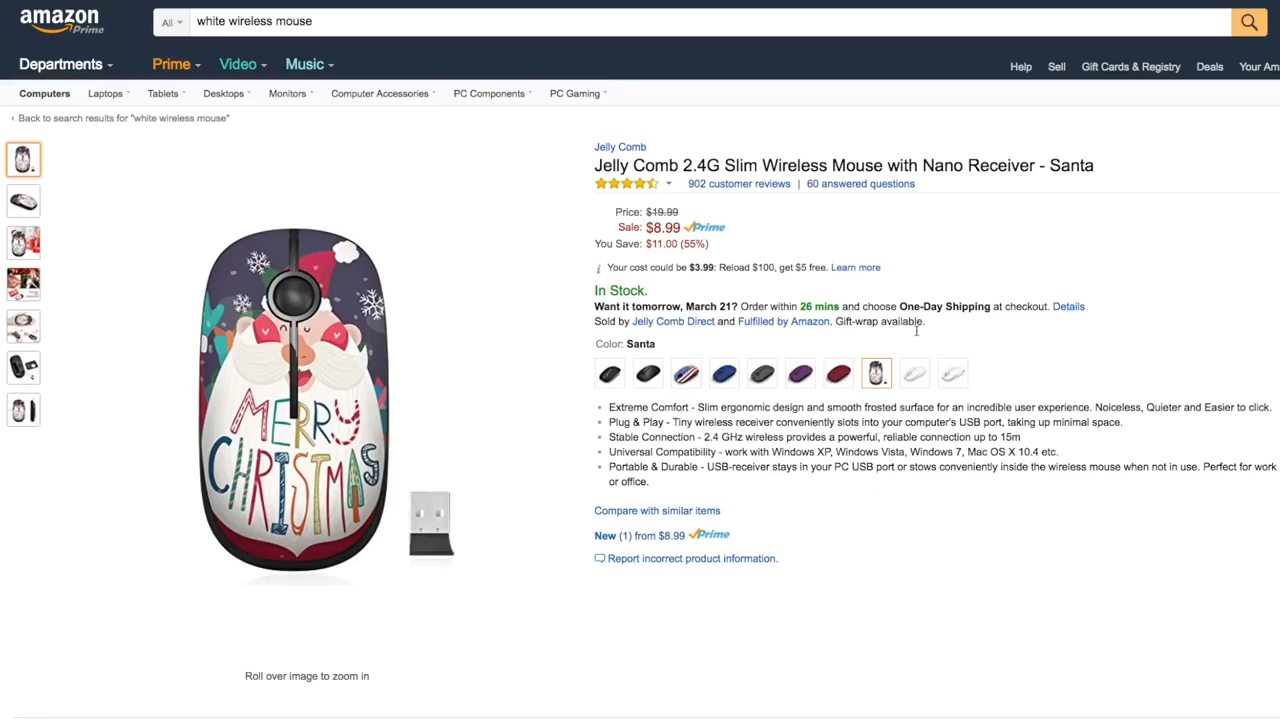 amazon
Prime
All
white wireless mouse
Departments
Prime
Video
Music
Help
Sell
Gift Cards & Registry
Deals
Your Am
Computers
Laptops
Tablets
Desktops
Monitors
Computer Accessories
PC Components
PC Gaming
‹ Back to search results for "white wireless mouse"
Jelly Comb
Jelly Comb 2.4G Slim Wireless Mouse with Nano Receiver - Santa
902 customer reviews | 60 answered questions
Price: $19.99
Sale: $8.99 Prime
You Save: $11.00 (55%)
i Your cost could be $3.99: Reload $100, get $5 free. Learn more
In Stock.
Want it tomorrow, March 21? Order within 26 mins and choose One-Day Shipping at checkout. Details
Sold by Jelly Comb Direct and Fulfilled by Amazon. Gift-wrap available.
Color: Santa
• Extreme Comfort - Slim ergonomic design and smooth frosted surface for an incredible user experience. Noiceless, Quieter and Easier to click.
• Plug & Play - Tiny wireless receiver conveniently slots into your computer's USB port, taking up minimal space.
• Stable Connection - 2.4 GHz wireless provides a powerful, reliable connection up to 15m
• Universal Compatibility - work with Windows XP, Windows Vista, Windows 7, Mac OS X 10.4 etc.
• Portable & Durable - USB-receiver stays in your PC USB port or stows conveniently inside the wireless mouse when not in use. Perfect for work
or office.
Compare with similar items
New (1) from $8.99 Prime
Report incorrect product information.
MERRY
CHRISTMAS
Roll over image to zoom in